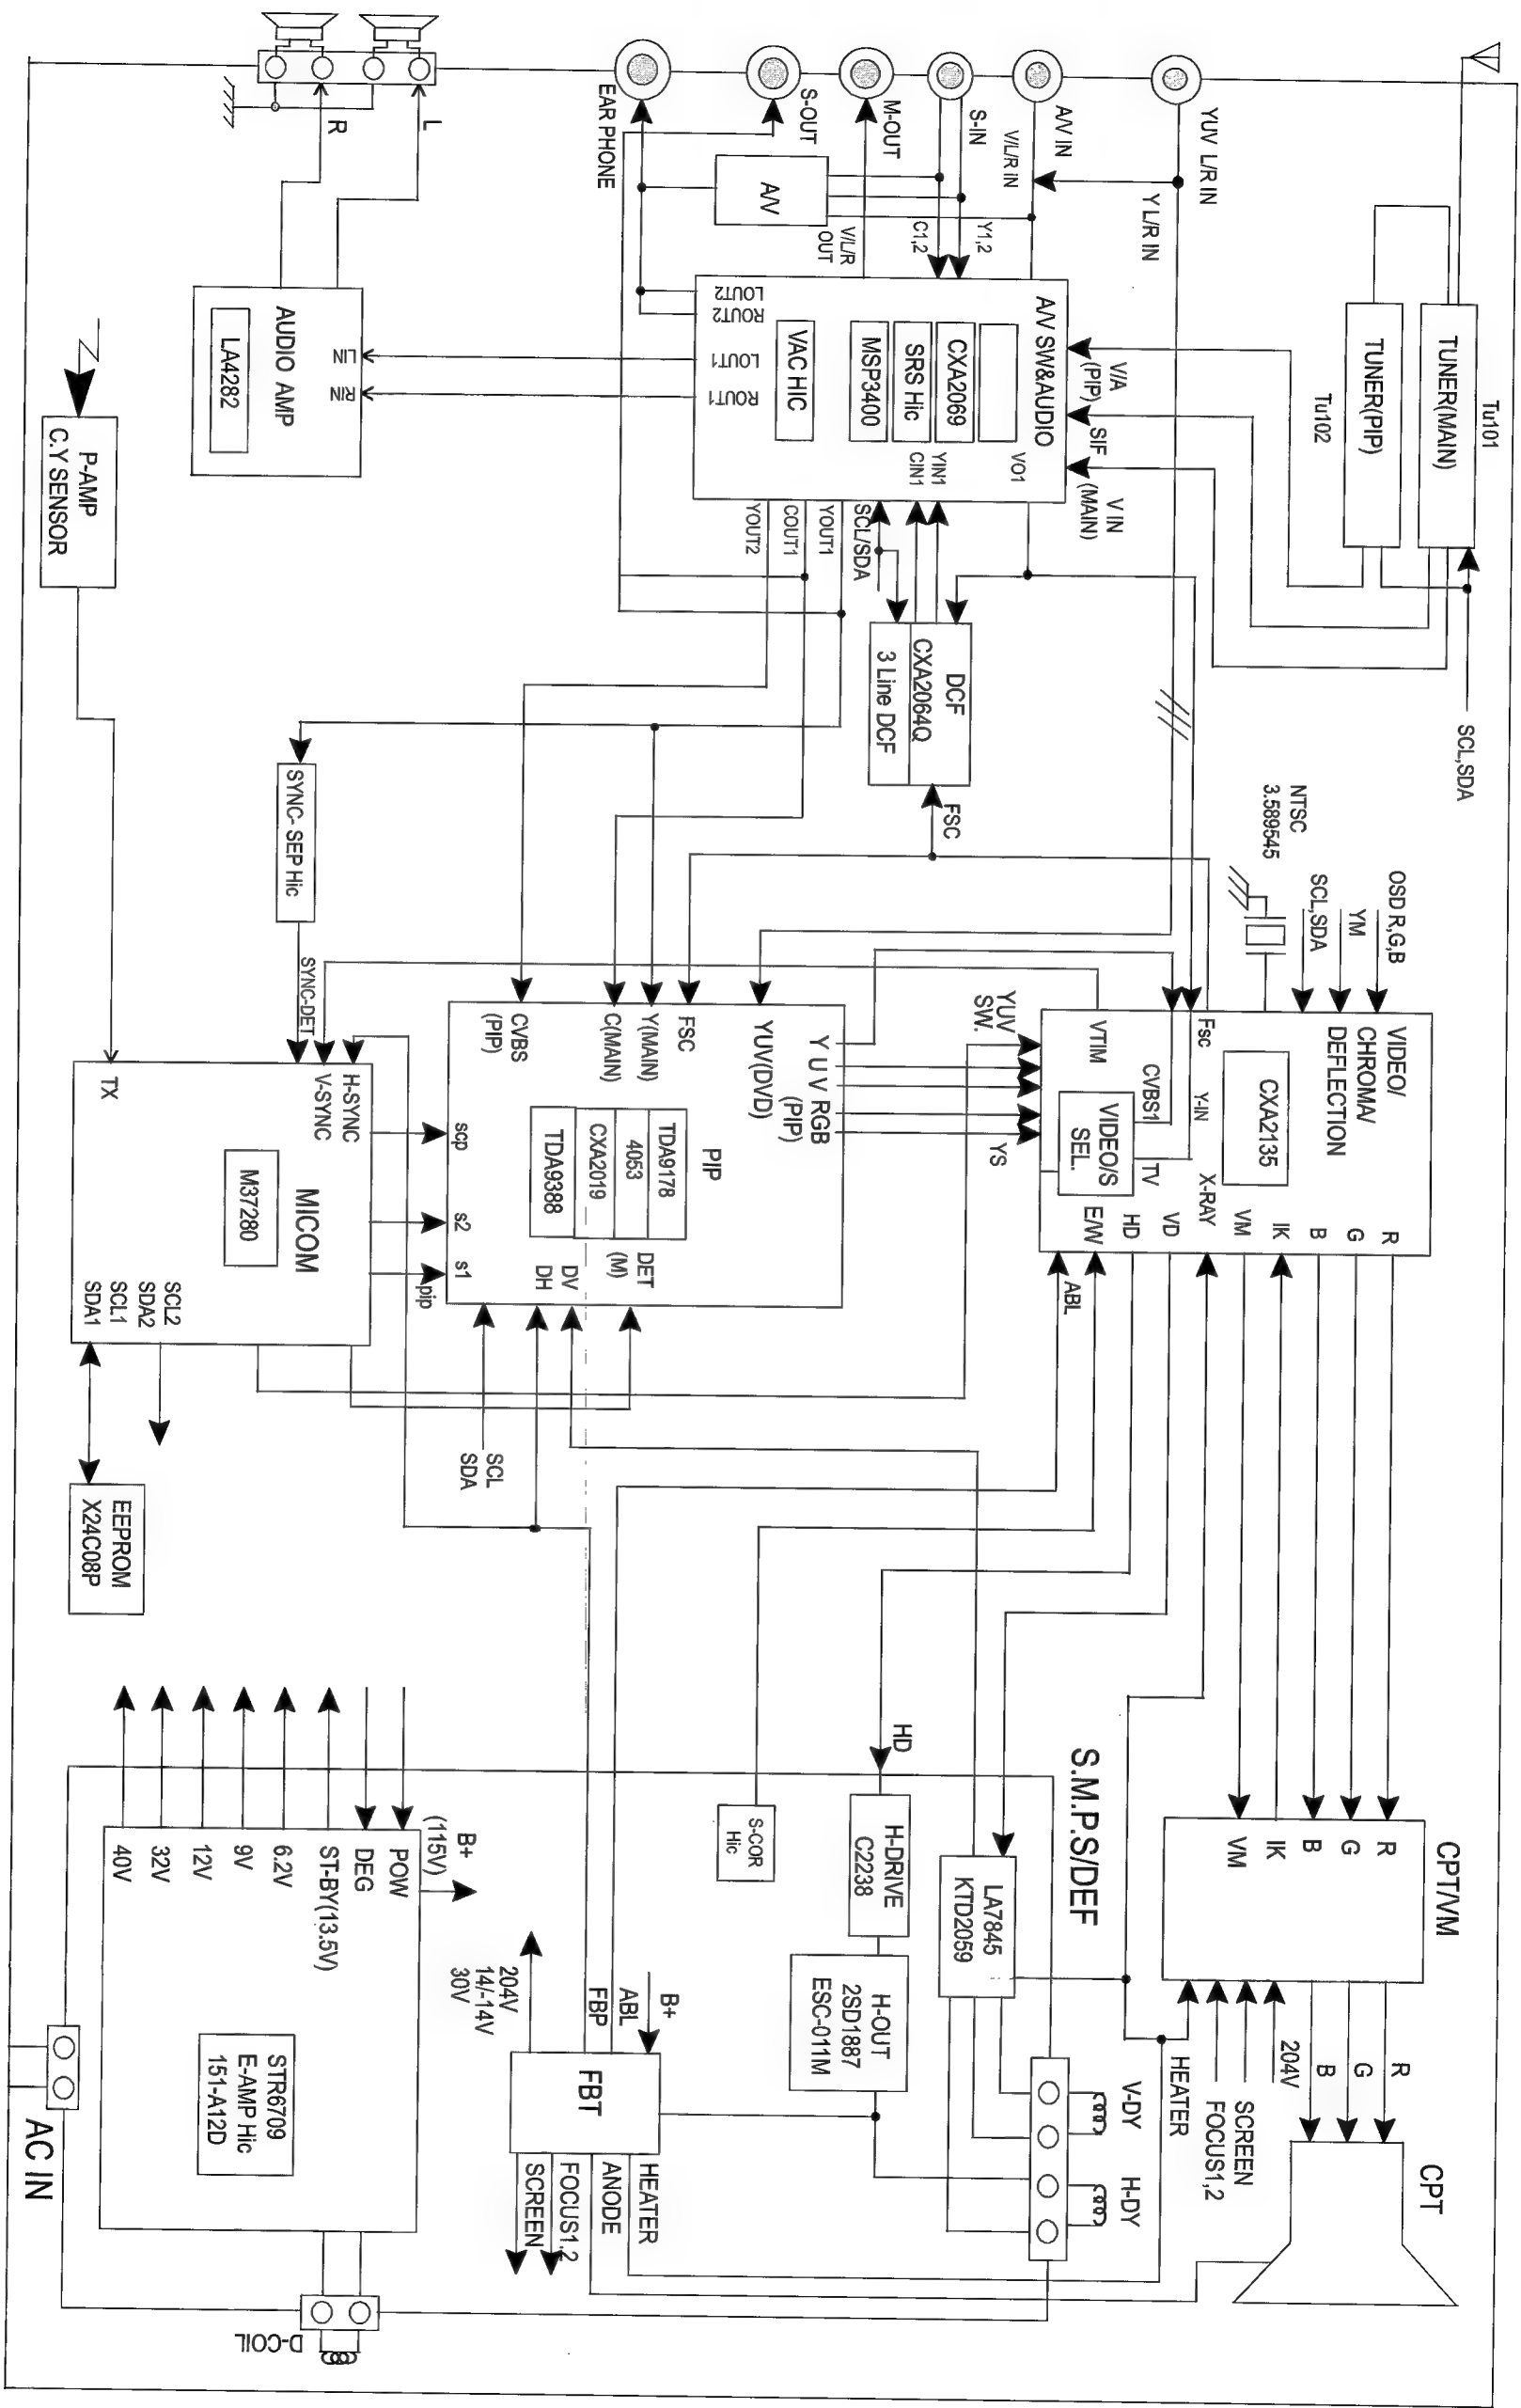 Tu101
TUNER(MAIN)
TUNER(PIP)
Tu102
SCL,SDA
YUV L/R IN
Y L/R IN
A/V IN
V/L/R IN
S-IN
M-OUT
S-OUT
EAR PHONE
A/V
Y1,2
C1,2
V/L/R
OUT
L
R
V/A
(PIP)
SIF
V IN
(MAIN)
A/V SW&AUDIO
CXA2069
SRS Hic
MSP3400
VAC HIC
VO1
YIN1
CIN1
LOUT2
ROUT2
LOUT1
ROUT1
SCL/SDA
YOUT1
COUT1
YOUT2
AUDIO AMP
LA4282
LIN
RIN
P-AMP
C.Y SENSOR
DCF
CXA2064Q
3 Line DCF
FSC
NTSC
3.589545
OSD R,G,B
YM
SCL,SDA
SYNC- SEP Hic
SYNC-DET
VIDEO/
CHROMA/
DEFLECTION
CXA2135
Fsc
Y-IN
CVBS1
VTIM
TV
VIDEO/S
SEL.
R
G
B
IK
VM
X-RAY
VD
HD
E/W
ABL
YUV
SW.
YS
YUV(DVD)
Y U V RGB
(PIP)
FSC
Y(MAIN)
C(MAIN)
CVBS
(PIP)
PIP
TDA9178
4053
CXA2019
TDA9388
DET
(M)
DV
DH
scp
s2
s1
pip
SCL
SDA
H-SYNC
V-SYNC
TX
MICOM
M37280
SCL2
SDA2
SCL1
SDA1
EEPROM
X24C08P
CPT/VM
R
G
B
IK
VM
R
G
B
204V
SCREEN
FOCUS1,2
HEATER
CPT
S.M.P.S/DEF
HD
S-COR
Hic
H-DRIVE
C2238
LA7845
KTD2059
H-OUT
2SD1887
ESC-011M
V-DY
H-DY
B+
ABL
FBP
204V
14/-14V
30V
FBT
HEATER
ANODE
FOCUS1,2
SCREEN
B+
(115V)
POW
DEG
ST-BY(13.5V)
6.2V
9V
12V
32V
40V
STR6709
E-AMP Hic
151-A12D
AC IN
D-COIL